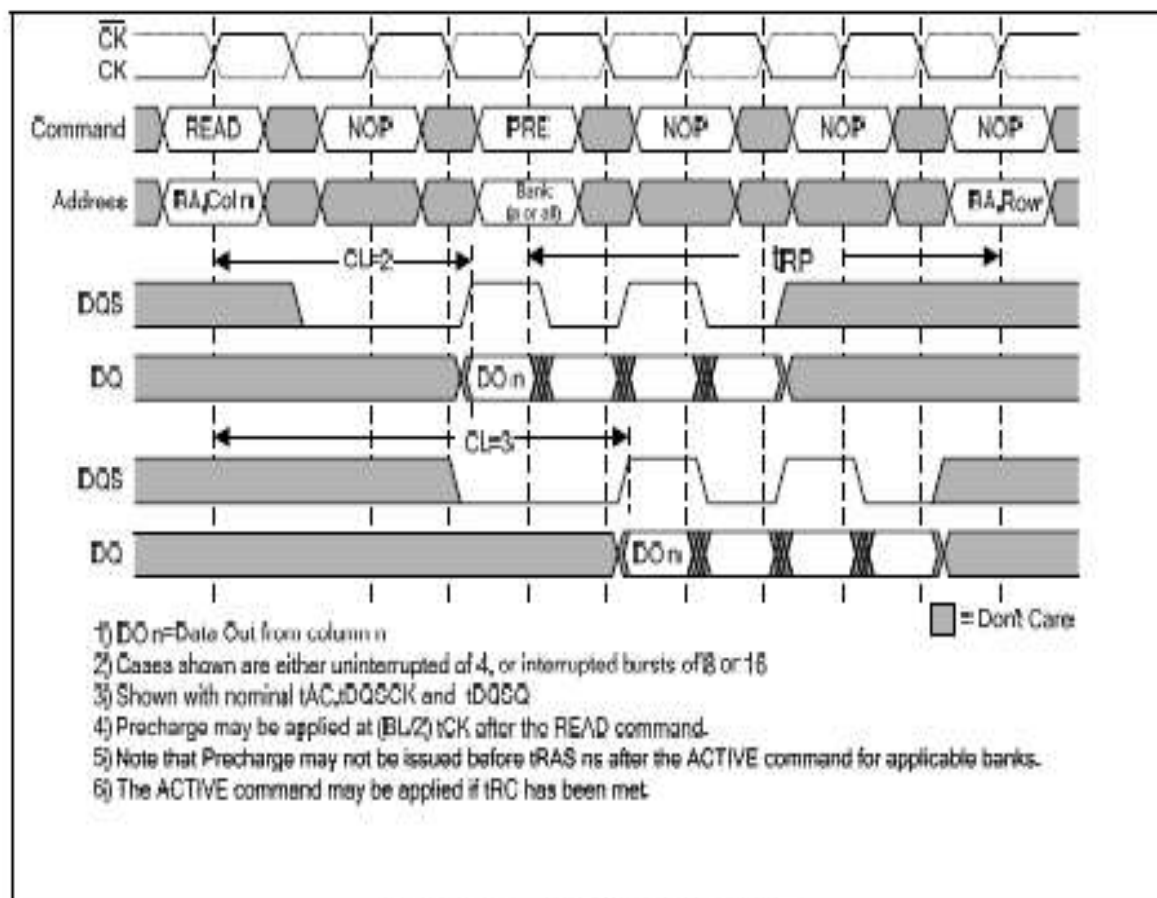 CK
CK
Command READ NOP PRE NOP NOP NOP
Address BA,Col n Bank (a or all) BA,Row
CL=2 tRP
DQS
DQ DO n
CL=3
DQS
DQ DO n
= Don't Care
1) DO n=Data Out from column n
2) Cases shown are either uninterrupted of 4, or interrupted bursts of 8 or 16
3) Shown with nominal tAC,tDQSCK and tDQSQ
4) Precharge may be applied at (BL/2) tCK after the READ command.
5) Note that Precharge may not be issued before tRAS ns after the ACTIVE command for applicable banks.
6) The ACTIVE command may be applied if tRC has been met.